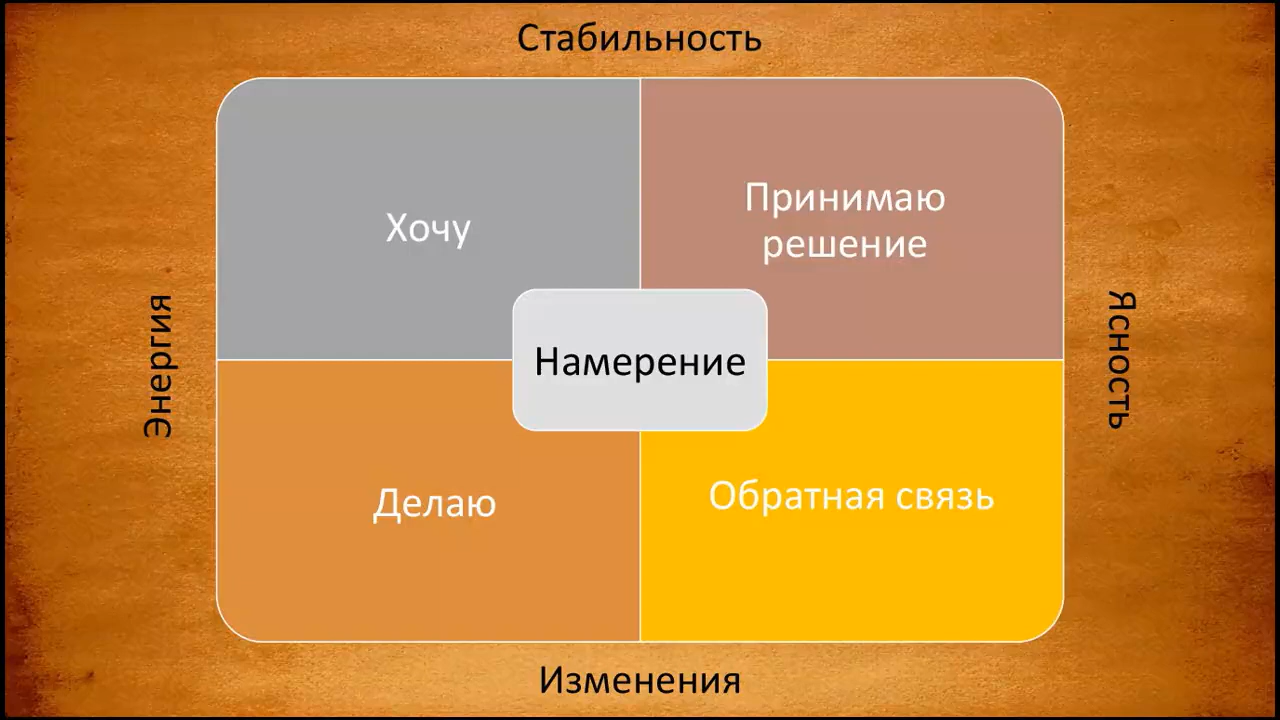 Стабильность
Хочу
Принимаю
решение
Энергия
Намерение
Ясность
Делаю
Обратная связь
Изменения